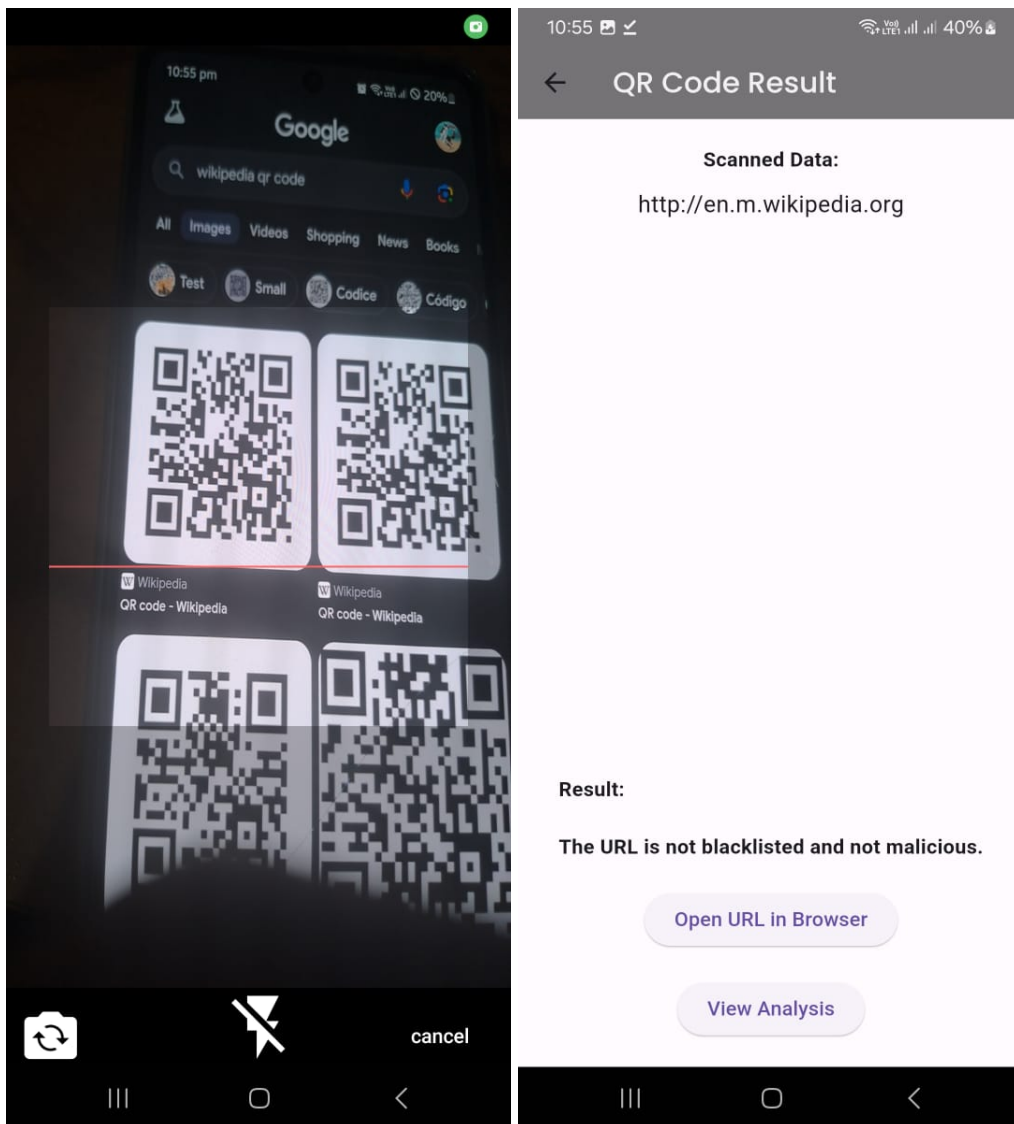 10:55 pm
20%
Google
wikipedia qr code
All Images Videos Shopping News Books
Test Small Codice Código
W Wikipedia
QR code - Wikipedia
W Wikipedia
QR code - Wikipedia
cancel
10:55
Vo)) LTE1 40%
QR Code Result
Scanned Data:
http://en.m.wikipedia.org
Result:
The URL is not blacklisted and not malicious.
Open URL in Browser
View Analysis